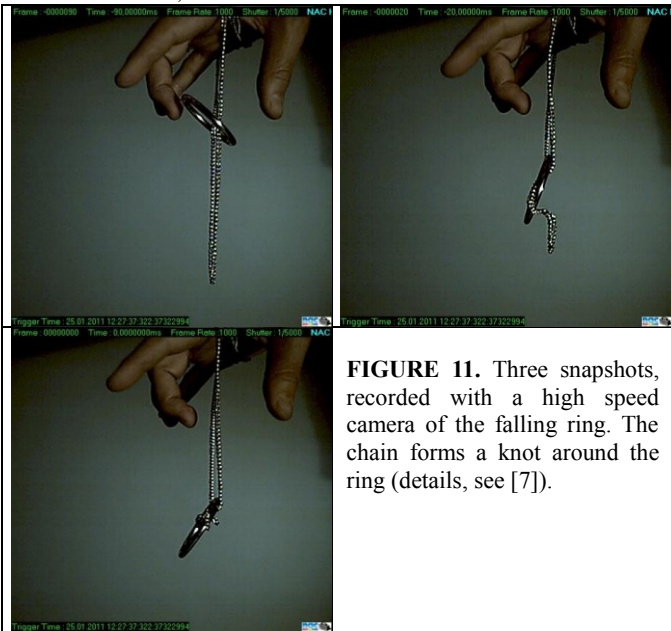 Frame : -0000090 Time : -90,00000ms Frame Rate 1000 Shutter : 1/5000 NAC
Trigger Time : 25.01.2011 12:27:37:322 37322994
Frame : -0000020 Time : -20,00000ms Frame Rate 1000 Shutter : 1/5000 NAC
Trigger Time : 25.01.2011 12:27:37:322 37322994
Frame : 00000000 Time : 0,0000000ms Frame Rate 1000 Shutter : 1/5000 NAC
Trigger Time : 25.01.2011 12:27:37:322 37322994
FIGURE 11. Three snapshots,
recorded with a high speed
camera of the falling ring. The
chain forms a knot around the
ring (details, see [7]).